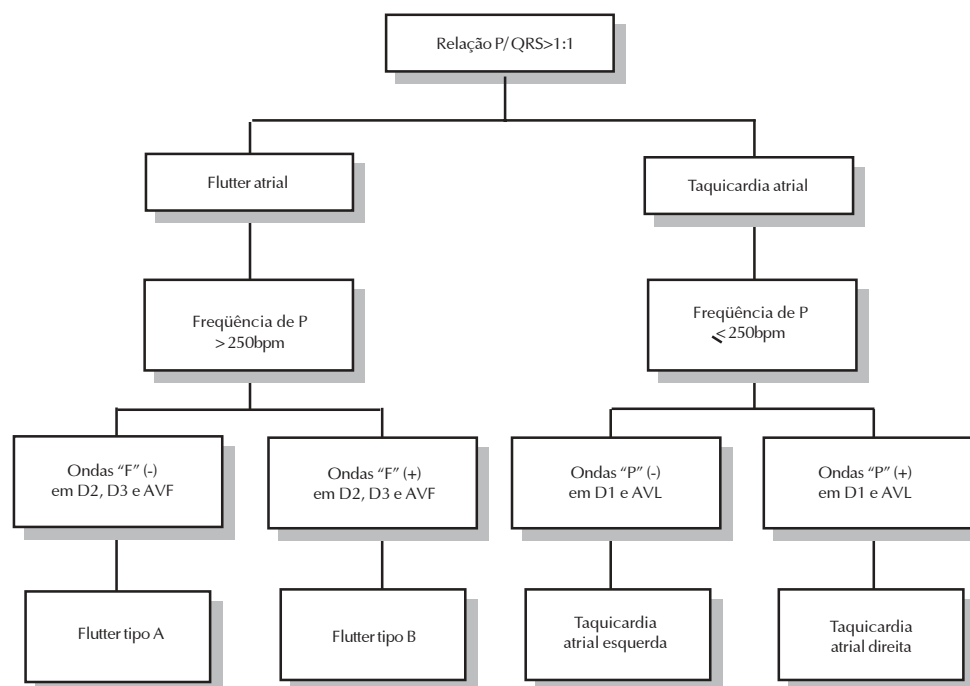 Relação P/QRS>1:1
Flutter atrial
Taquicardia atrial
Freqüência de P
>250bpm
Freqüência de P
≤250bpm
Ondas “F” (-)
em D2, D3 e AVF
Ondas “F” (+)
em D2, D3 e AVF
Ondas “P” (-)
em D1 e AVL
Ondas “P” (+)
em D1 e AVL
Flutter tipo A
Flutter tipo B
Taquicardia
atrial esquerda
Taquicardia
atrial direita